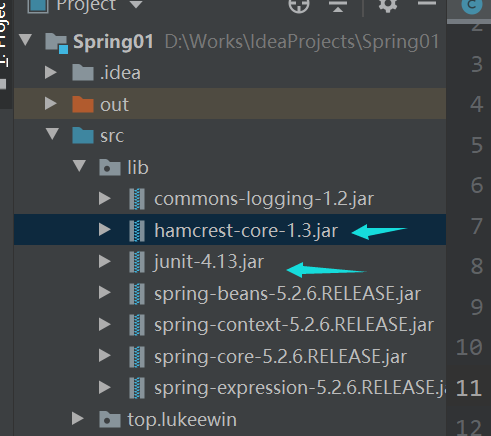 Project
1: Project
Spring01 D:\Works\IdeaProjects\Spring01
.idea
out
src
lib
commons-logging-1.2.jar
hamcrest-core-1.3.jar
junit-4.13.jar
spring-beans-5.2.6.RELEASE.jar
spring-context-5.2.6.RELEASE.jar
spring-core-5.2.6.RELEASE.jar
spring-expression-5.2.6.RELEASE.ja
top.lukeewin
2
3
4
5
6
7
8
9
10
11
12